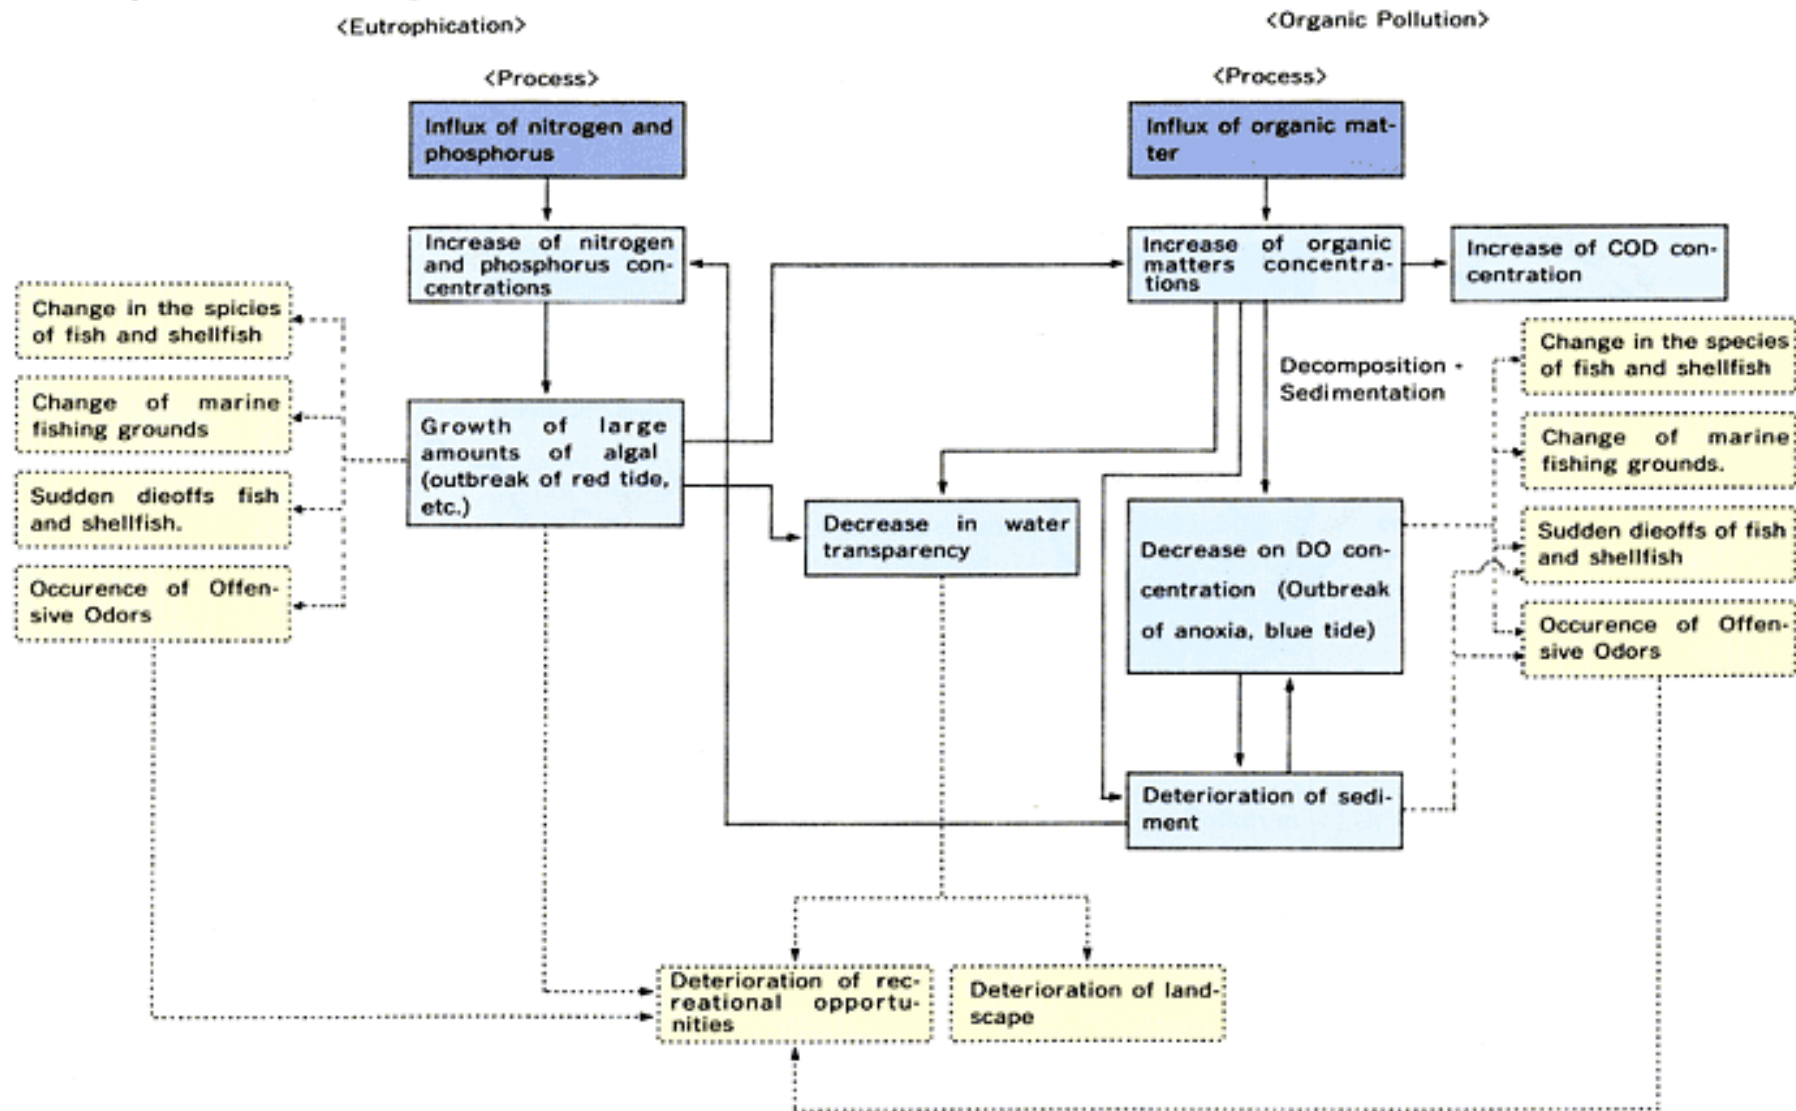 <Eutrophication>
<Organic Pollution>
<Process>
<Process>
Influx of nitrogen and
phosphorus
Influx of organic mat-
ter
Increase of nitrogen
and phosphorus con-
centrations
Increase of organic
matters concentra-
tions
Increase of COD con-
centration
Change in the spicies
of fish and shellfish
Change of marine
fishing grounds
Sudden dieoffs fish
and shellfish.
Occurence of Offen-
sive Odors
Growth of large
amounts of algal
(outbreak of red tide,
etc.)
Decrease in water
transparency
Decomposition ·
Sedimentation
Decrease on DO con-
centration (Outbreak
of anoxia, blue tide)
Change in the species
of fish and shellfish
Change of marine
fishing grounds.
Sudden dieoffs of fish
and shellfish
Occurence of Offen-
sive Odors
Deterioration of sedi-
ment
Deterioration of rec-
reational opportu-
nities
Deterioration of land-
scape